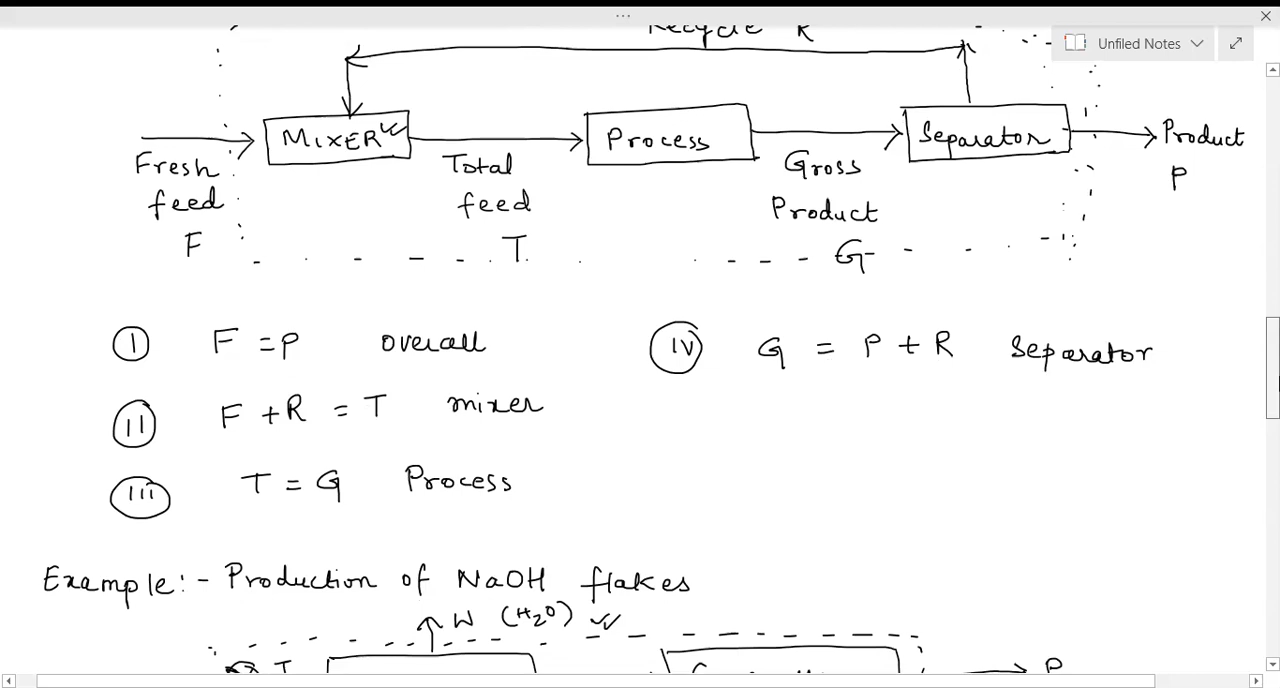 Recycle R
Unfiled Notes
MIXER
Process
Separator
Product
P
Fresh
feed
F
Total
feed
T
Gross
Product
G
I F = P overall
II F + R = T mixer
III T = G Process
IV G = P + R Separator
Example:- Production of NaOH flakes
W (H2O)
T
P